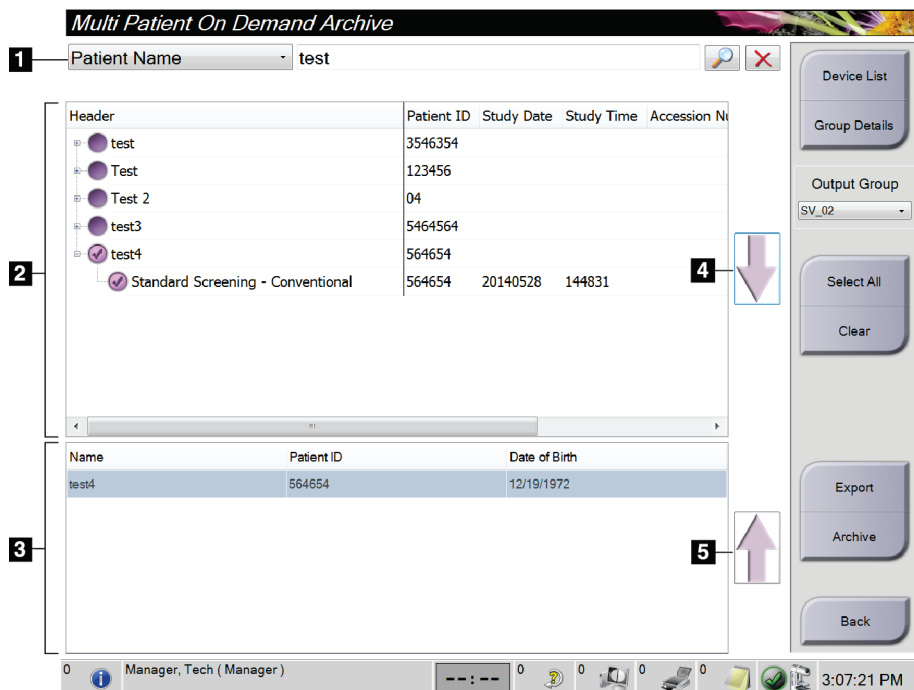 Multi Patient On Demand Archive
1 Patient Name test
Device List
Group Details
Output Group
SV_02
Select All
Clear
Export
Archive
Back
2
Header Patient ID Study Date Study Time Accession Nu
test 3546354
Test 123456
Test 2 04
test3 5464564
test4 564654
Standard Screening - Conventional 564654 20140528 144831
4
3
Name Patient ID Date of Birth
test4 564654 12/19/1972
5
0 Manager, Tech ( Manager ) --:-- 0 0 0 0 3:07:21 PM